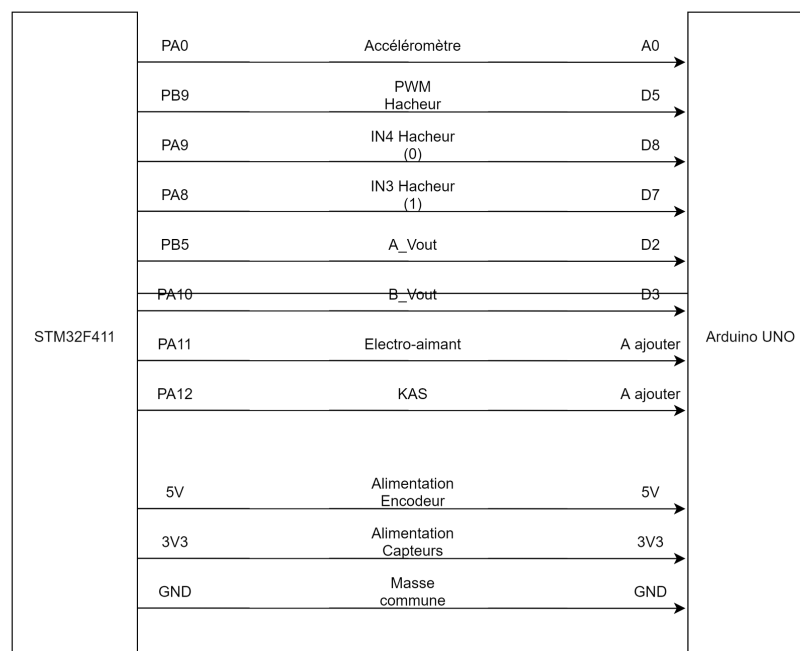 PA0 Accéléromètre A0
PB9 PWM D5
Hacheur
PA9 IN4 Hacheur D8
(0)
PA8 IN3 Hacheur D7
(1)
PB5 A_Vout D2
PA10 B_Vout D3
STM32F411
Arduino UNO
PA11 Electro-aimant A ajouter
PA12 KAS A ajouter
5V Alimentation 5V
Encodeur
3V3 Alimentation 3V3
Capteurs
GND Masse GND
commune